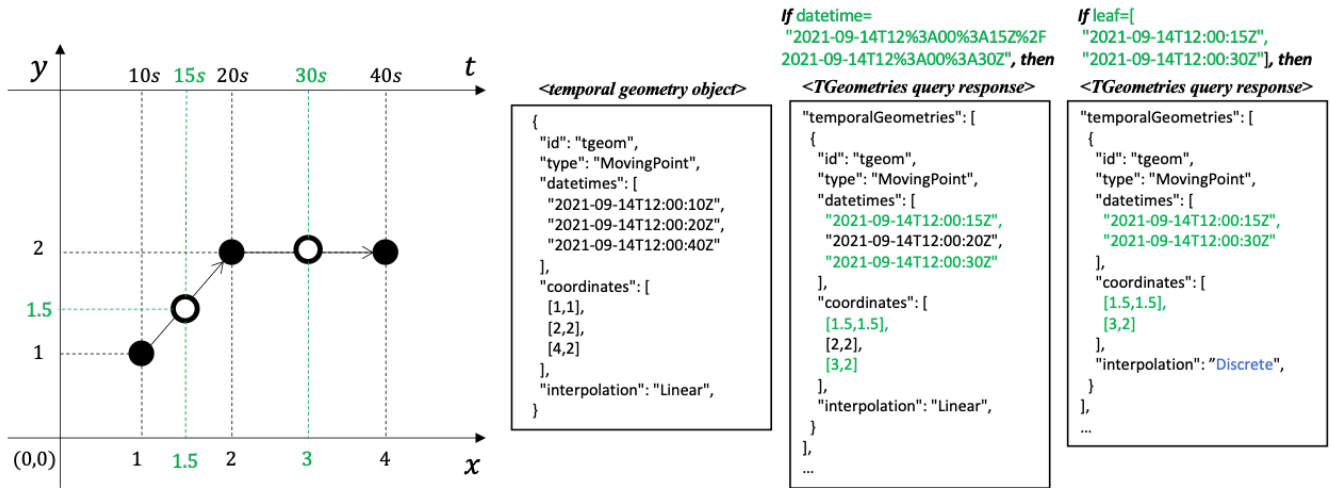 y
10s 15s 20s 30s 40s t
2
1.5
1
(0,0) 1 1.5 2 3 4 x
<temporal geometry object>
{
"id": "tgeom",
"type": "MovingPoint",
"datetimes": [
"2021-09-14T12:00:10Z",
"2021-09-14T12:00:20Z",
"2021-09-14T12:00:40Z"
],
"coordinates": [
[1,1],
[2,2],
[4,2]
],
"interpolation": "Linear",
}
If datetime=
"2021-09-14T12%3A00%3A15Z%2F
2021-09-14T12%3A00%3A30Z", then
<TGeometries query response>
"temporalGeometries": [
{
"id": "tgeom",
"type": "MovingPoint",
"datetimes": [
"2021-09-14T12:00:15Z",
"2021-09-14T12:00:20Z",
"2021-09-14T12:00:30Z"
],
"coordinates": [
[1.5,1.5],
[2,2],
[3,2]
],
"interpolation": "Linear",
}
],
...
If leaf=[
"2021-09-14T12:00:15Z",
"2021-09-14T12:00:30Z"], then
<TGeometries query response>
"temporalGeometries": [
{
"id": "tgeom",
"type": "MovingPoint",
"datetimes": [
"2021-09-14T12:00:15Z",
"2021-09-14T12:00:30Z"
],
"coordinates": [
[1.5,1.5],
[3,2]
],
"interpolation": ”Discrete",
}
],
...